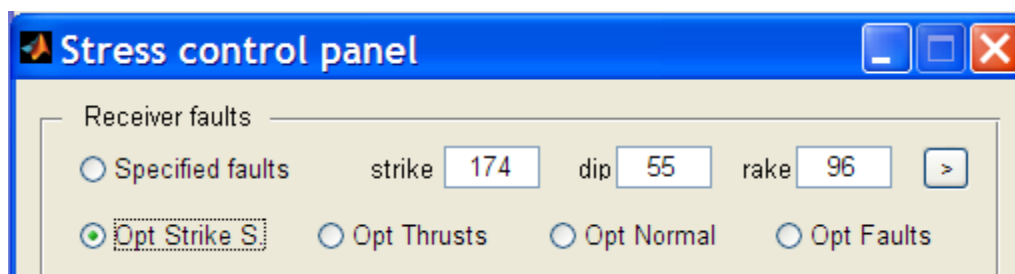 Stress control panel
Receiver faults
Specified faults strike 174 dip 55 rake 96 >
Opt Strike S. Opt Thrusts Opt Normal Opt Faults